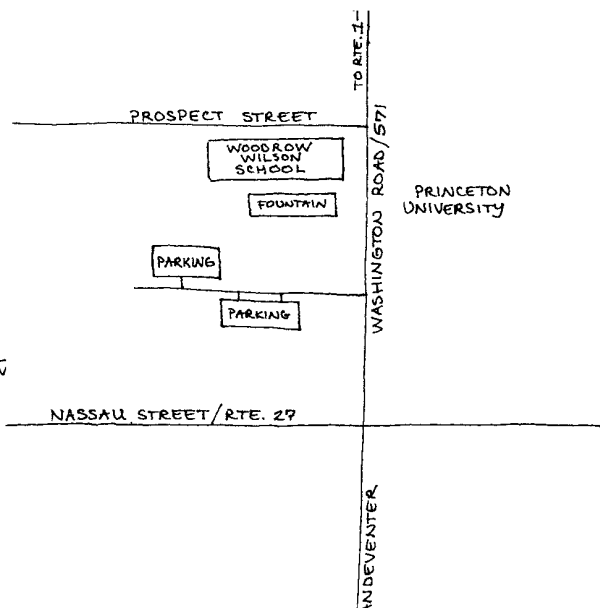 TO RTE. 1
PROSPECT STREET
WOODROW
WILSON
SCHOOL
FOUNTAIN
WASHINGTON ROAD/571
PRINCETON
UNIVERSITY
PARKING
PARKING
NASSAU STREET/RTE. 27
ANDEVENTER